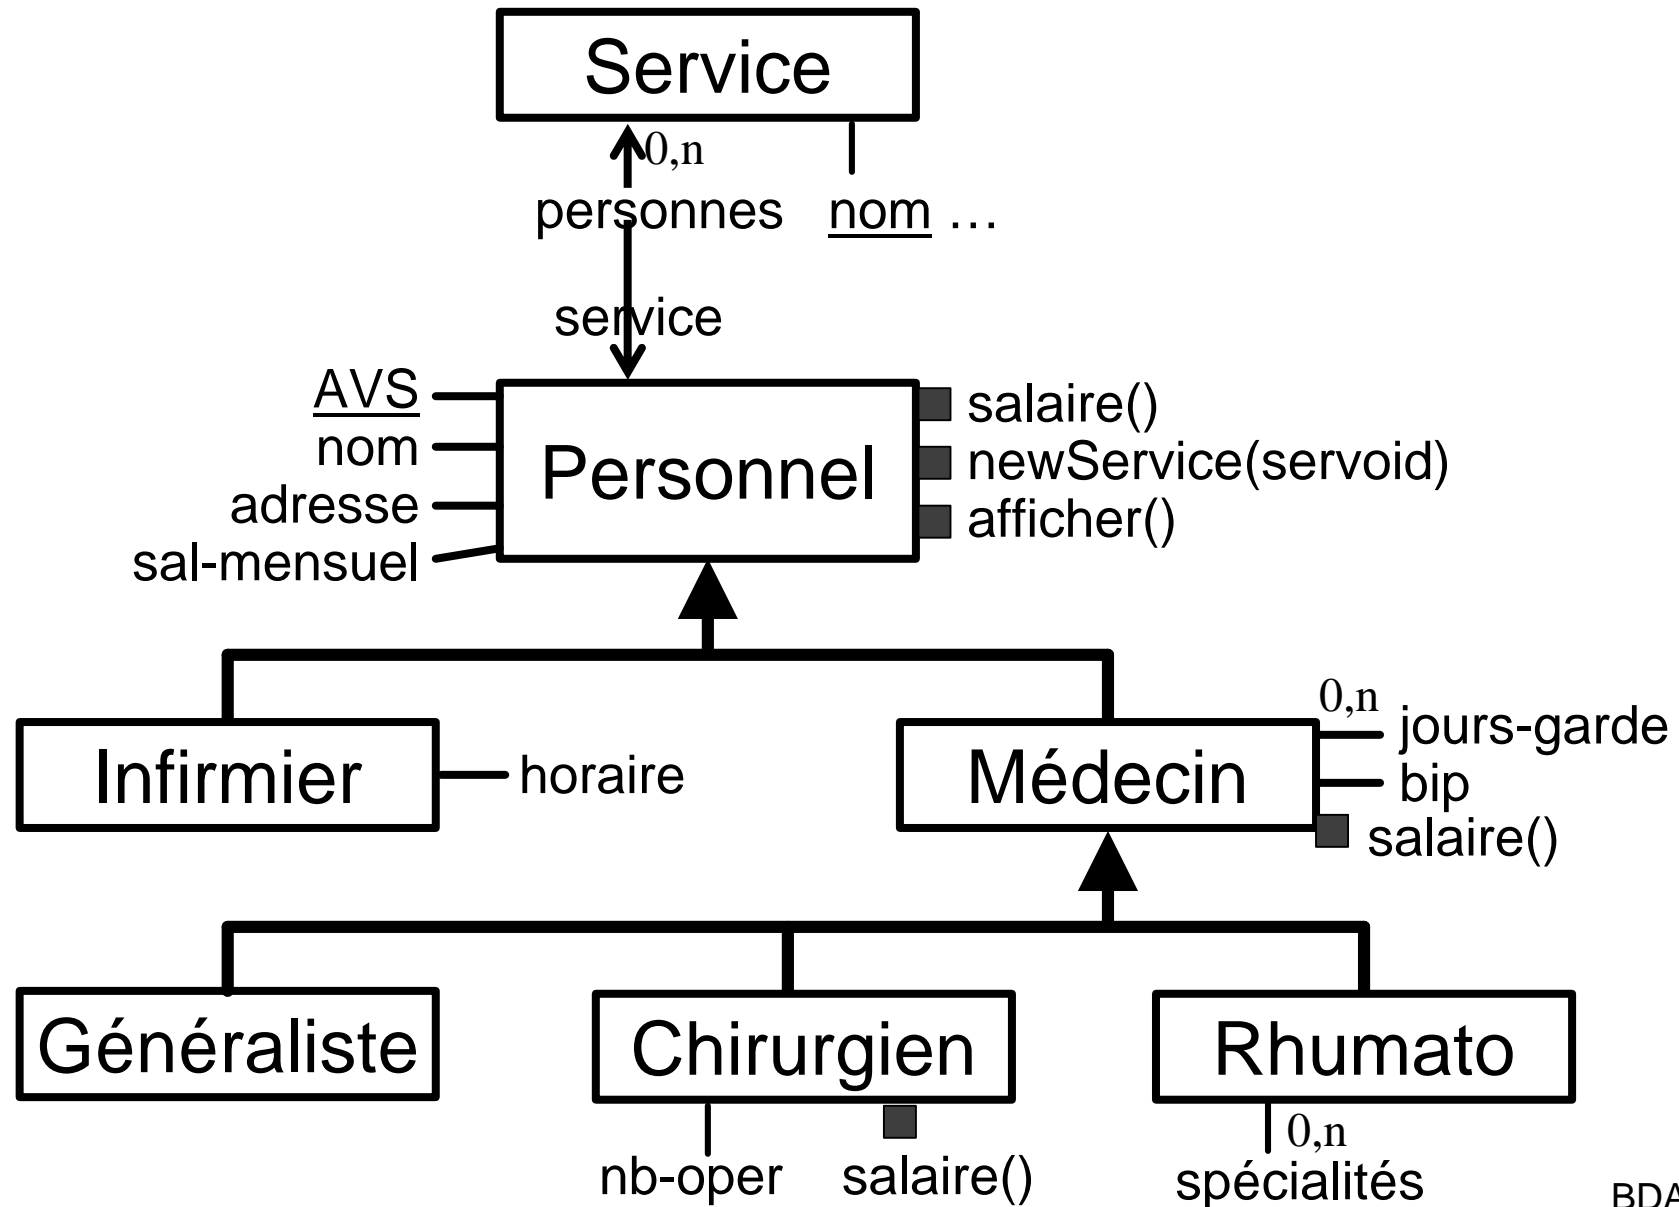 Service
0,n
personnes
nom …
service
AVS
nom
adresse
sal-mensuel
Personnel
salaire()
newService(servoid)
afficher()
Infirmier
horaire
Médecin
0,n
jours-garde
bip
salaire()
Généraliste
Chirurgien
Rhumato
nb-oper
salaire()
0,n
spécialités
BDA